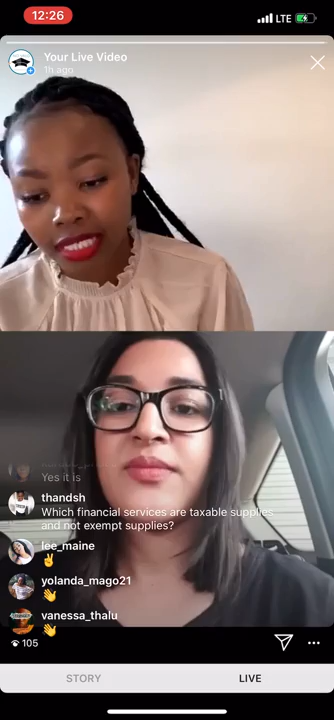 12:26
LTE
Your Live Video
1h ago
Yes it is
thandsh
Which financial services are taxable supplies
and not exempt supplies?
lee_maine
✌️
yolanda_mago21
👋
vanessa_thalu
👋
105
STORY
LIVE